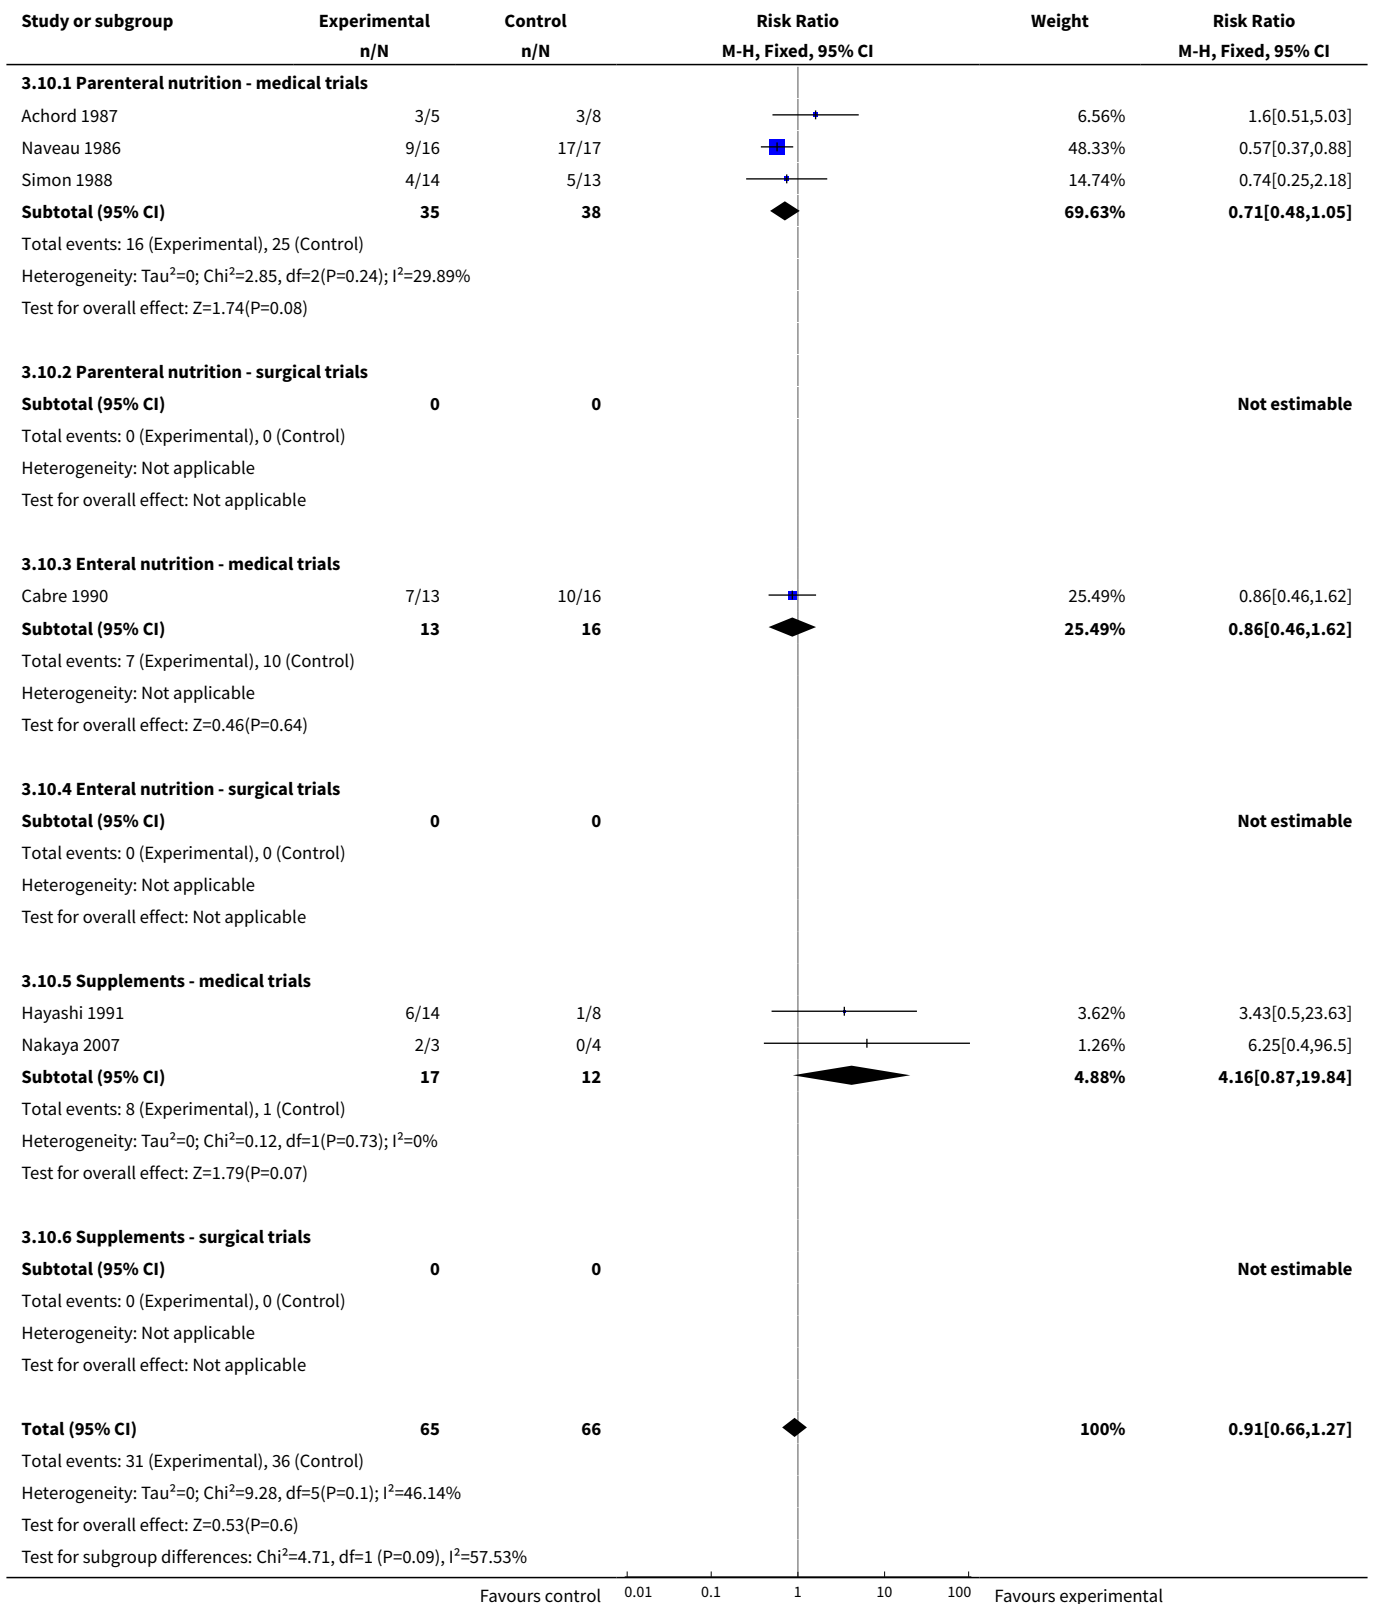 Study or subgroup Experimental Control Risk Ratio Weight Risk Ratio
n/N n/N M-H, Fixed, 95% CI M-H, Fixed, 95% CI
3.10.1 Parenteral nutrition - medical trials
Achord 1987 3/5 3/8 6.56% 1.6[0.51,5.03]
Naveau 1986 9/16 17/17 48.33% 0.57[0.37,0.88]
Simon 1988 4/14 5/13 14.74% 0.74[0.25,2.18]
Subtotal (95% CI) 35 38 69.63% 0.71[0.48,1.05]
Total events: 16 (Experimental), 25 (Control)
Heterogeneity: Tau²=0; Chi²=2.85, df=2(P=0.24); I²=29.89%
Test for overall effect: Z=1.74(P=0.08)
3.10.2 Parenteral nutrition - surgical trials
Subtotal (95% CI) 0 0 Not estimable
Total events: 0 (Experimental), 0 (Control)
Heterogeneity: Not applicable
Test for overall effect: Not applicable
3.10.3 Enteral nutrition - medical trials
Cabre 1990 7/13 10/16 25.49% 0.86[0.46,1.62]
Subtotal (95% CI) 13 16 25.49% 0.86[0.46,1.62]
Total events: 7 (Experimental), 10 (Control)
Heterogeneity: Not applicable
Test for overall effect: Z=0.46(P=0.64)
3.10.4 Enteral nutrition - surgical trials
Subtotal (95% CI) 0 0 Not estimable
Total events: 0 (Experimental), 0 (Control)
Heterogeneity: Not applicable
Test for overall effect: Not applicable
3.10.5 Supplements - medical trials
Hayashi 1991 6/14 1/8 3.62% 3.43[0.5,23.63]
Nakaya 2007 2/3 0/4 1.26% 6.25[0.4,96.5]
Subtotal (95% CI) 17 12 4.88% 4.16[0.87,19.84]
Total events: 8 (Experimental), 1 (Control)
Heterogeneity: Tau²=0; Chi²=0.12, df=1(P=0.73); I²=0%
Test for overall effect: Z=1.79(P=0.07)
3.10.6 Supplements - surgical trials
Subtotal (95% CI) 0 0 Not estimable
Total events: 0 (Experimental), 0 (Control)
Heterogeneity: Not applicable
Test for overall effect: Not applicable
Total (95% CI) 65 66 100% 0.91[0.66,1.27]
Total events: 31 (Experimental), 36 (Control)
Heterogeneity: Tau²=0; Chi²=9.28, df=5(P=0.1); I²=46.14%
Test for overall effect: Z=0.53(P=0.6)
Test for subgroup differences: Chi²=4.71, df=1 (P=0.09), I²=57.53%
Favours control 0.01 0.1 1 10 100 Favours experimental